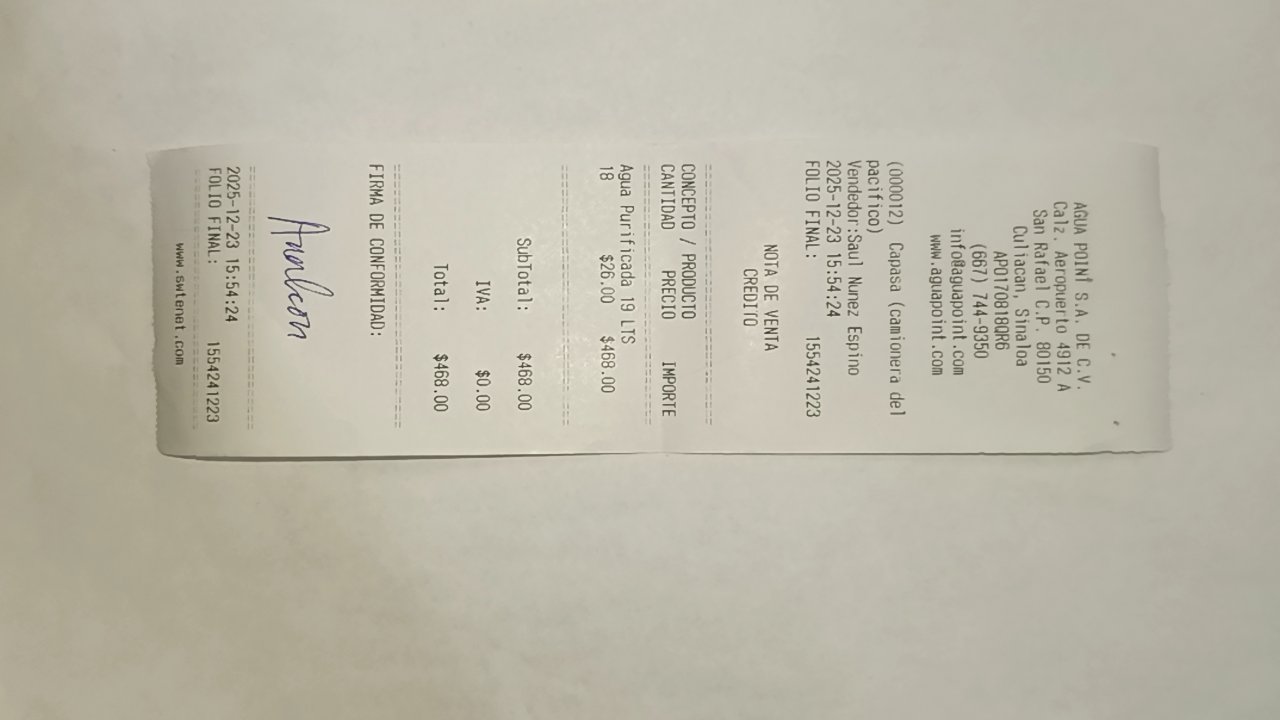 AGUA POINT S.A. DE C.V.
Calz. Aeropuerto 4912 A
San Rafael C.P. 80150
Culiacan, Sinaloa
APO170818QR6
(667) 744-9350
info@aguapoint.com
www.aguapoint.com
(000012) Capasa (camionera del
pacifico)
Vendedor:Saul Nunez Espino
2025-12-23 15:54:24
FOLIO FINAL: 1554241223
NOTA DE VENTA
CREDITO
==============================
CONCEPTO / PRODUCTO
CANTIDAD PRECIO IMPORTE
==============================
Agua Purificada 19 LTS
18 $26.00 $468.00
==============================
SubTotal: $468.00
IVA: $0.00
Total: $468.00
==============================
FIRMA DE CONFORMIDAD:
==============================
2025-12-23 15:54:24
FOLIO FINAL: 1554241223
==============================
www.swtenet.com